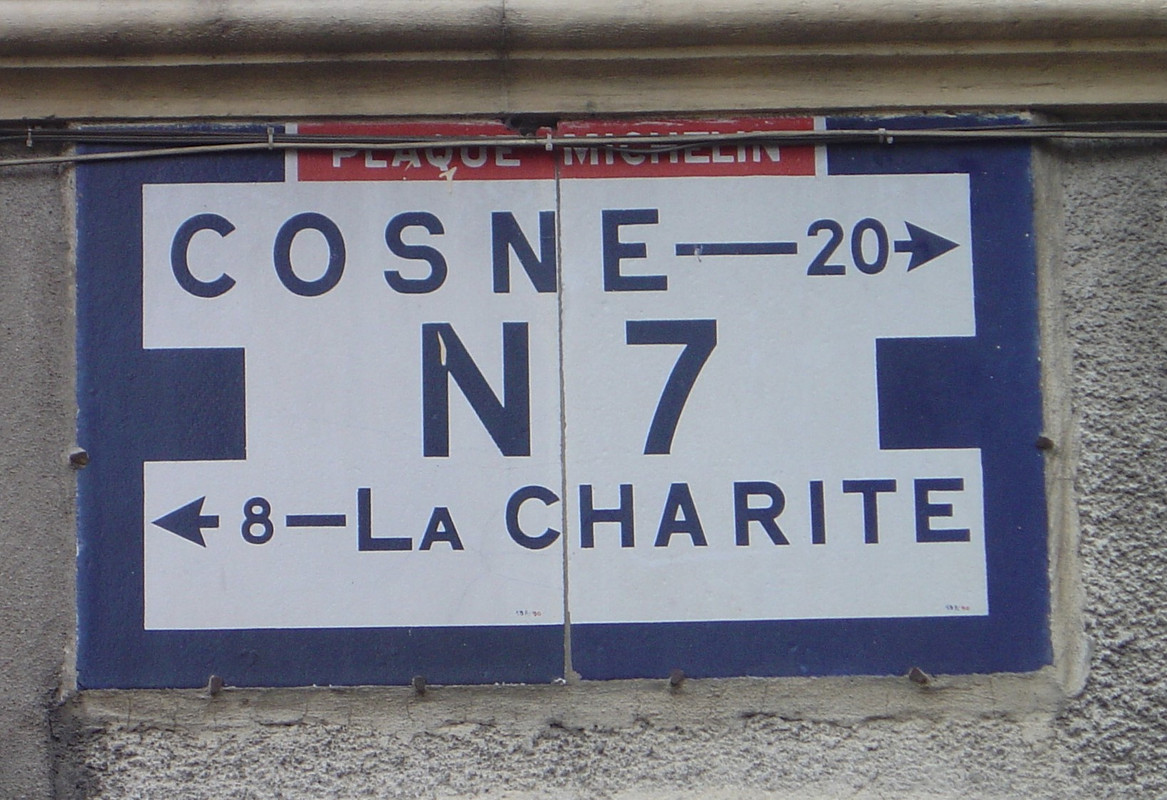 PLAQUE MICHELIN
COSNE — 20 →
N 7
← 8 — LA CHARITE